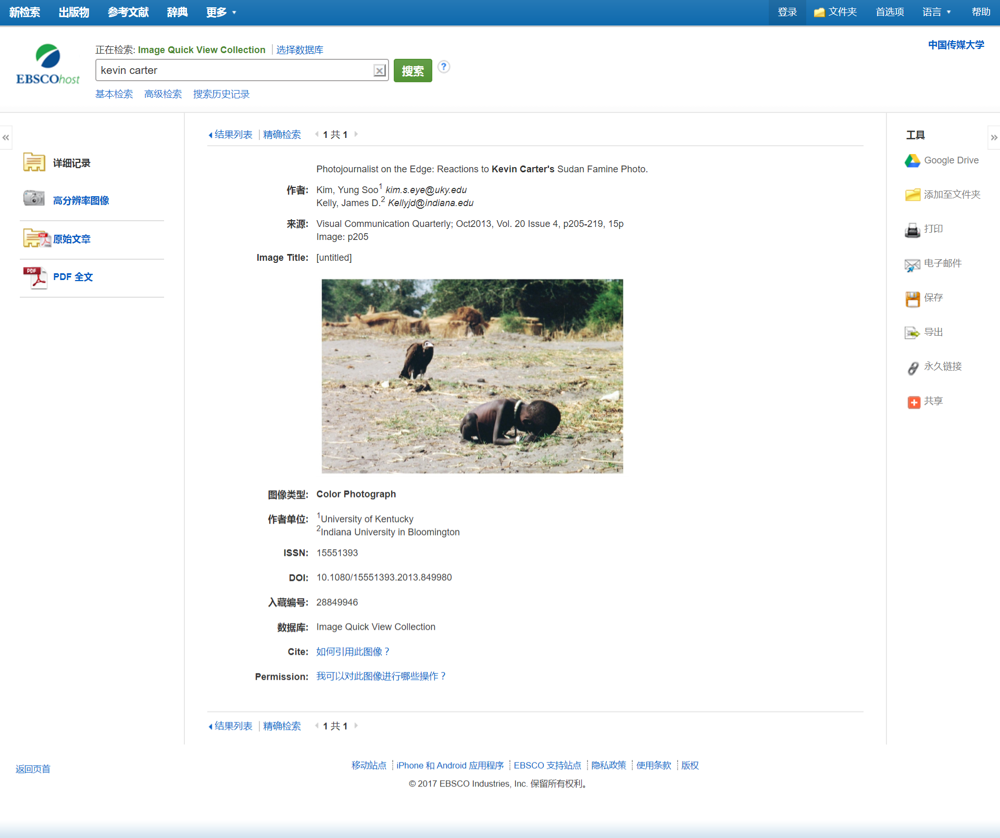 新检索 出版物 参考文献 辞典 更多 登录 文件夹 首选项 语言 帮助
中国传媒大学
正在检索: Image Quick View Collection 选择数据库
EBSCOhost
kevin carter 搜索 ?
基本检索 高级检索 搜索历史记录
详细记录
高分辨率图像
原始文章
PDF 全文
结果列表 精确检索 1 共 1
Photojournalist on the Edge: Reactions to Kevin Carter's Sudan Famine Photo.
作者: Kim, Yung Soo1 kim.s.eye@uky.edu
Kelly, James D.2 Kellyjd@indiana.edu
来源: Visual Communication Quarterly; Oct2013, Vol. 20 Issue 4, p205-219, 15p
Image: p205
Image Title: [untitled]
图像类型: Color Photograph
作者单位: 1University of Kentucky
2Indiana University in Bloomington
ISSN: 15551393
DOI: 10.1080/15551393.2013.849980
入藏编号: 28849946
数据库: Image Quick View Collection
Cite: 如何引用此图像？
Permission: 我可以对此图像进行哪些操作？
结果列表 精确检索 1 共 1
工具
Google Drive
添加至文件夹
打印
电子邮件
保存
导出
永久链接
共享
返回页首
移动站点 iPhone 和 Android 应用程序 EBSCO 支持站点 隐私政策 使用条款 版权
© 2017 EBSCO Industries, Inc. 保留所有权利。